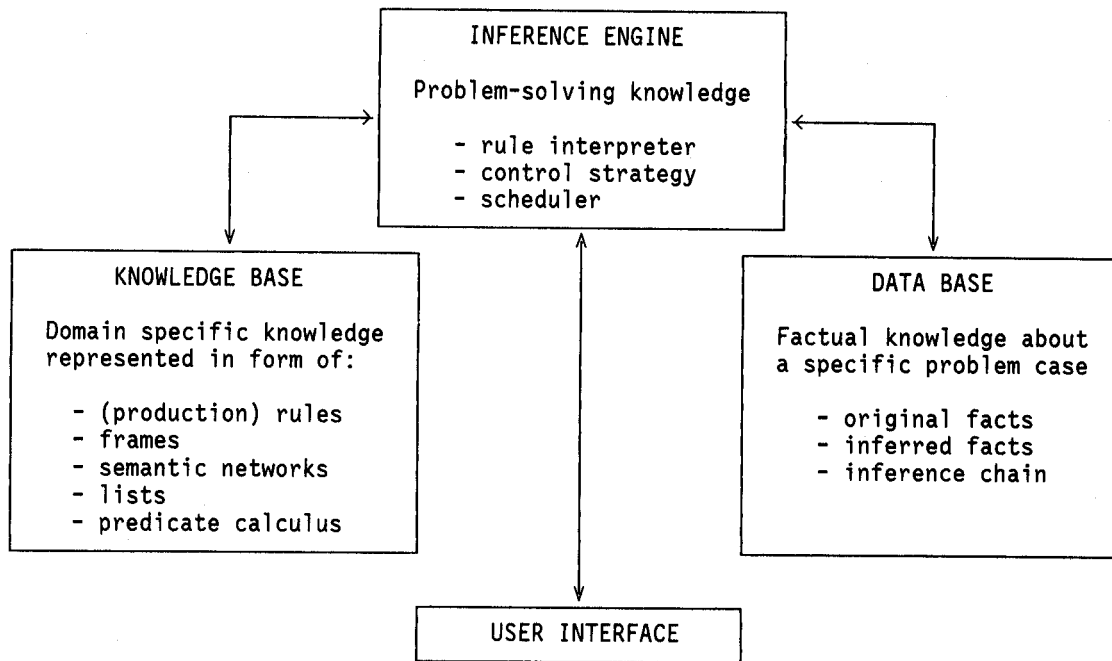 INFERENCE ENGINE
Problem-solving knowledge
- rule interpreter
- control strategy
- scheduler
KNOWLEDGE BASE
Domain specific knowledge
represented in form of:
- (production) rules
- frames
- semantic networks
- lists
- predicate calculus
DATA BASE
Factual knowledge about
a specific problem case
- original facts
- inferred facts
- inference chain
USER INTERFACE